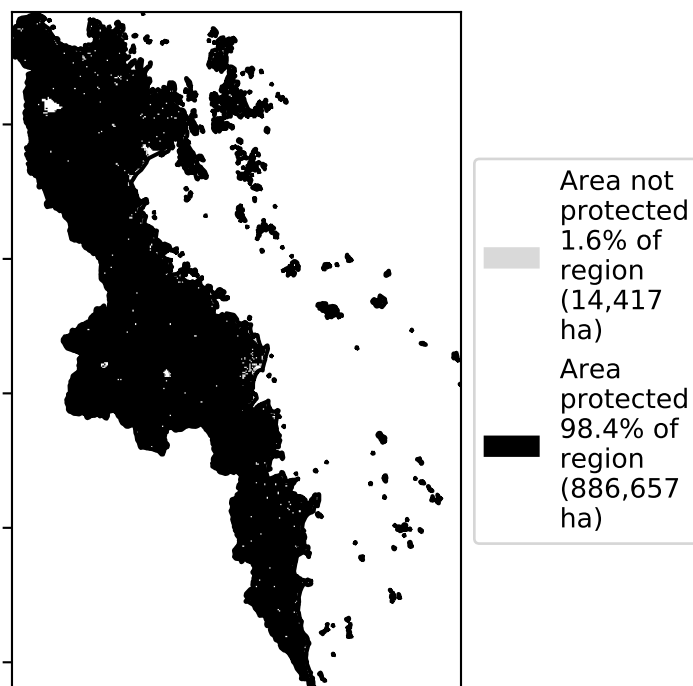 Area not
protected
1.6% of
region
(14,417
ha)
Area
protected
98.4% of
region
(886,657
ha)